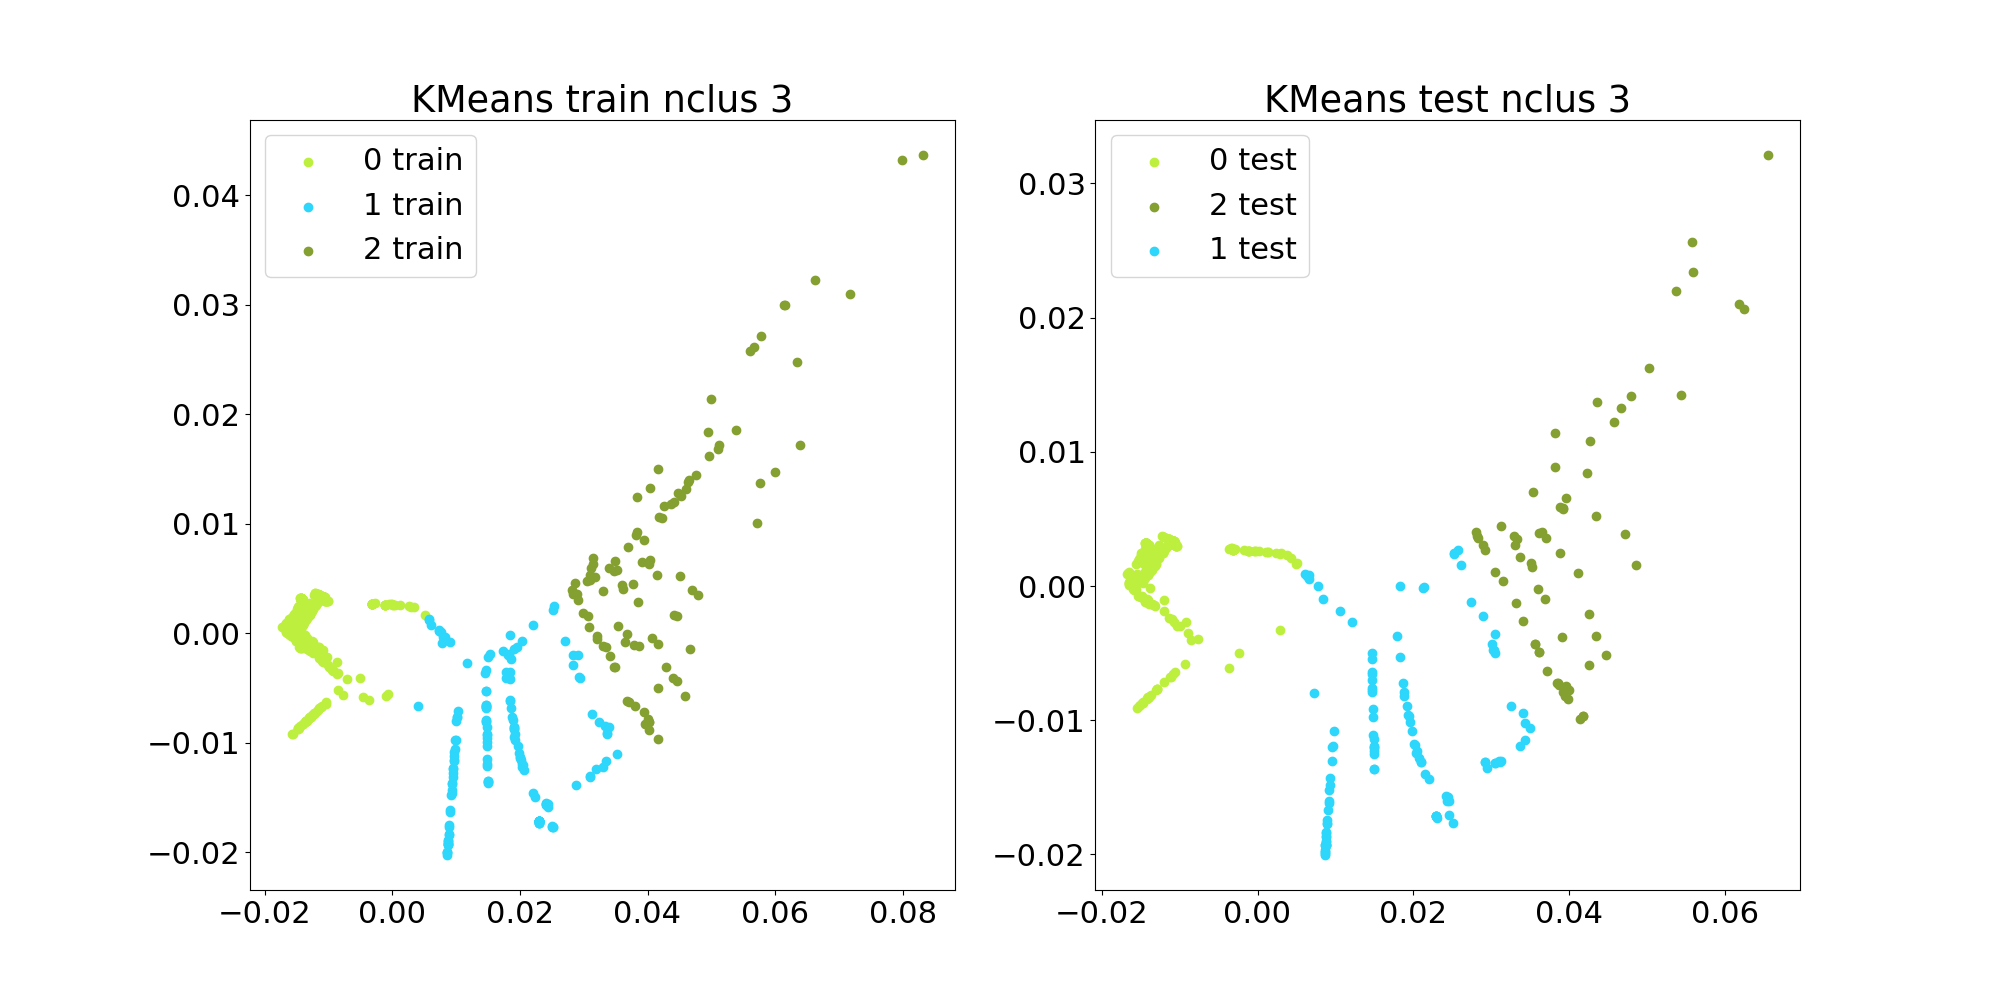 KMeans train nclus 3
0 train
1 train
2 train
0.04
0.03
0.02
0.01
0.00
−0.01
−0.02
−0.02 0.00 0.02 0.04 0.06 0.08
KMeans test nclus 3
0 test
2 test
1 test
0.03
0.02
0.01
0.00
−0.01
−0.02
−0.02 0.00 0.02 0.04 0.06